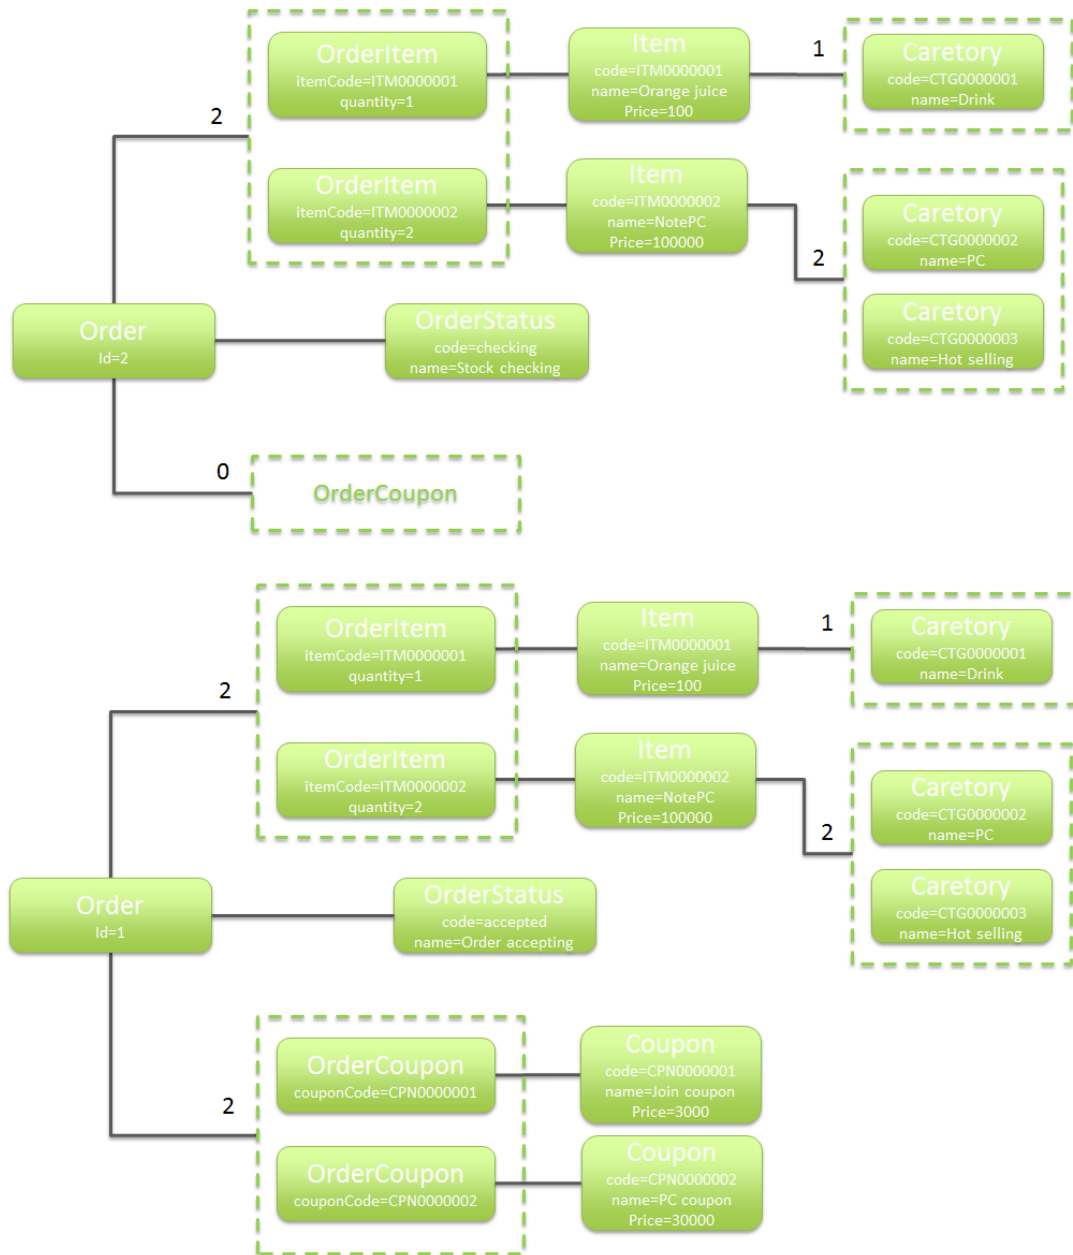 OrderItem
itemCode=ITM0000001
quantity=1
Item
code=ITM0000001
name=Orange juice
Price=100
1
Caretory
code=CTG0000001
name=Drink
2
OrderItem
itemCode=ITM0000002
quantity=2
Item
code=ITM0000002
name=NotePC
Price=100000
2
Caretory
code=CTG0000002
name=PC
Caretory
code=CTG0000003
name=Hot selling
Order
Id=2
OrderStatus
code=checking
name=Stock checking
0
OrderCoupon
OrderItem
itemCode=ITM0000001
quantity=1
Item
code=ITM0000001
name=Orange juice
Price=100
1
Caretory
code=CTG0000001
name=Drink
2
OrderItem
itemCode=ITM0000002
quantity=2
Item
code=ITM0000002
name=NotePC
Price=100000
2
Caretory
code=CTG0000002
name=PC
Caretory
code=CTG0000003
name=Hot selling
Order
Id=1
OrderStatus
code=accepted
name=Order accepting
2
OrderCoupon
couponCode=CPN0000001
Coupon
code=CPN0000001
name=Join coupon
Price=3000
OrderCoupon
couponCode=CPN0000002
Coupon
code=CPN0000002
name=PC coupon
Price=30000